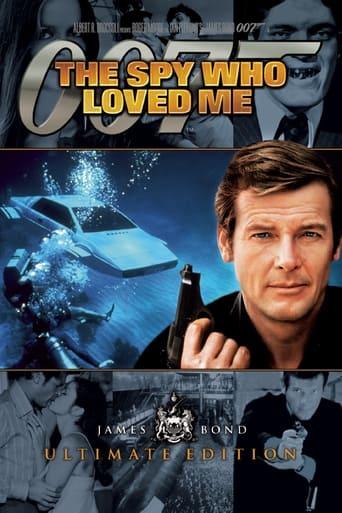 ALBERT R. BROCCOLI presents ROGER MOORE as IAN FLEMING'S JAMES BOND 007
007
THE SPY WHO
LOVED ME
JAMES BOND
ULTIMATE EDITION